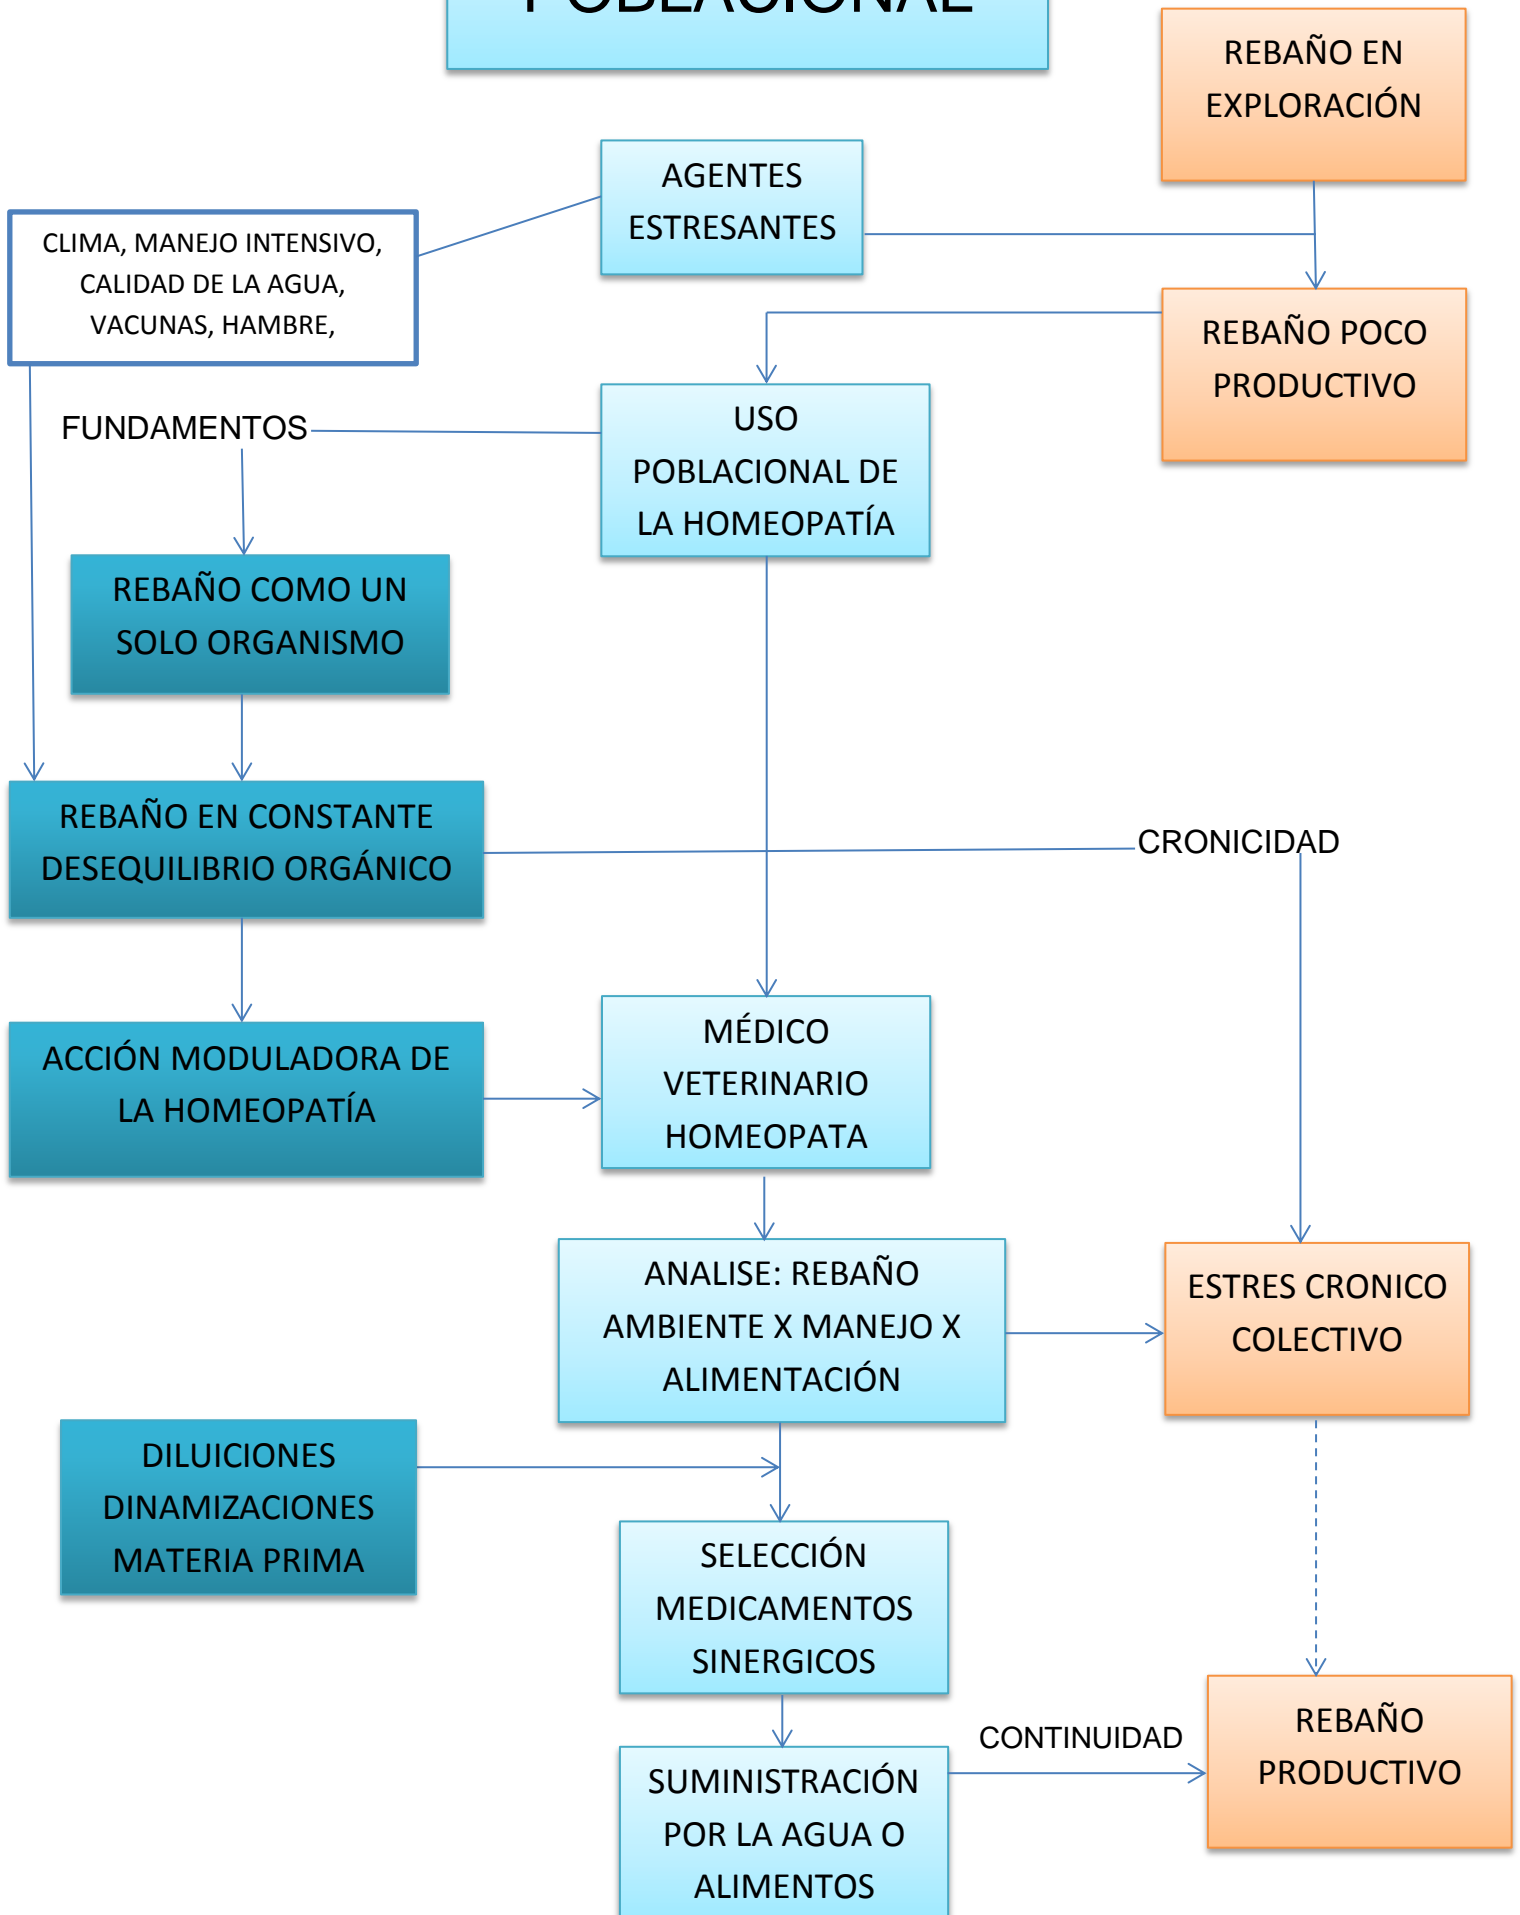 POBLACIONAL
REBAÑO EN
EXPLORACIÓN
AGENTES
ESTRESANTES
CLIMA, MANEJO INTENSIVO,
CALIDAD DE LA AGUA,
VACUNAS, HAMBRE,
REBAÑO POCO
PRODUCTIVO
USO
POBLACIONAL DE
LA HOMEOPATÍA
FUNDAMENTOS
REBAÑO COMO UN
SOLO ORGANISMO
REBAÑO EN CONSTANTE
DESEQUILIBRIO ORGÁNICO
CRONICIDAD
ACCIÓN MODULADORA DE
LA HOMEOPATÍA
MÉDICO
VETERINARIO
HOMEOPATA
ANALISE: REBAÑO
AMBIENTE X MANEJO X
ALIMENTACIÓN
ESTRES CRONICO
COLECTIVO
DILUICIONES
DINAMIZACIONES
MATERIA PRIMA
SELECCIÓN
MEDICAMENTOS
SINERGICOS
CONTINUIDAD
REBAÑO
PRODUCTIVO
SUMINISTRACIÓN
POR LA AGUA O
ALIMENTOS